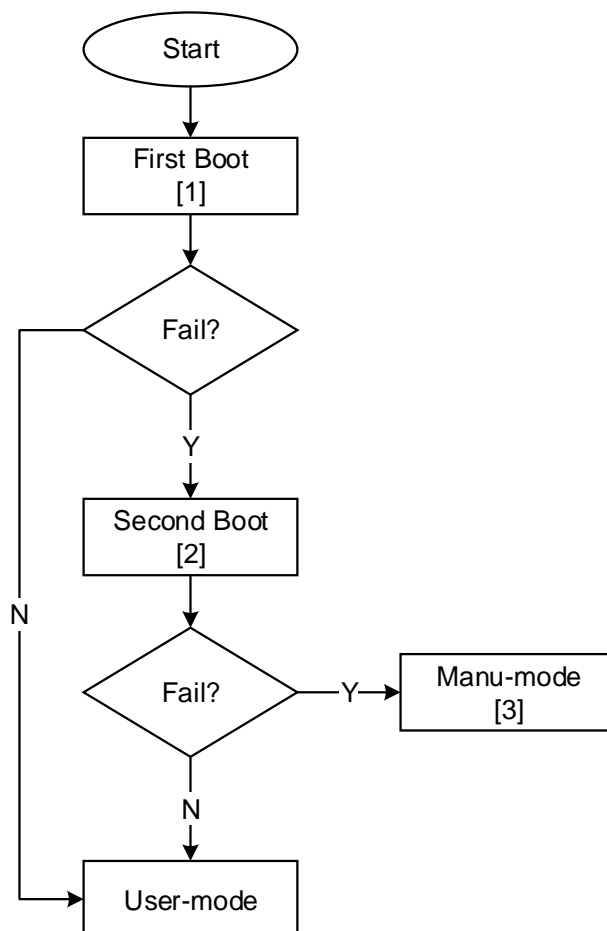 Start
First Boot
[1]
Fail?
Y
Second Boot
[2]
N
Fail?
Y
Manu-mode
[3]
N
User-mode